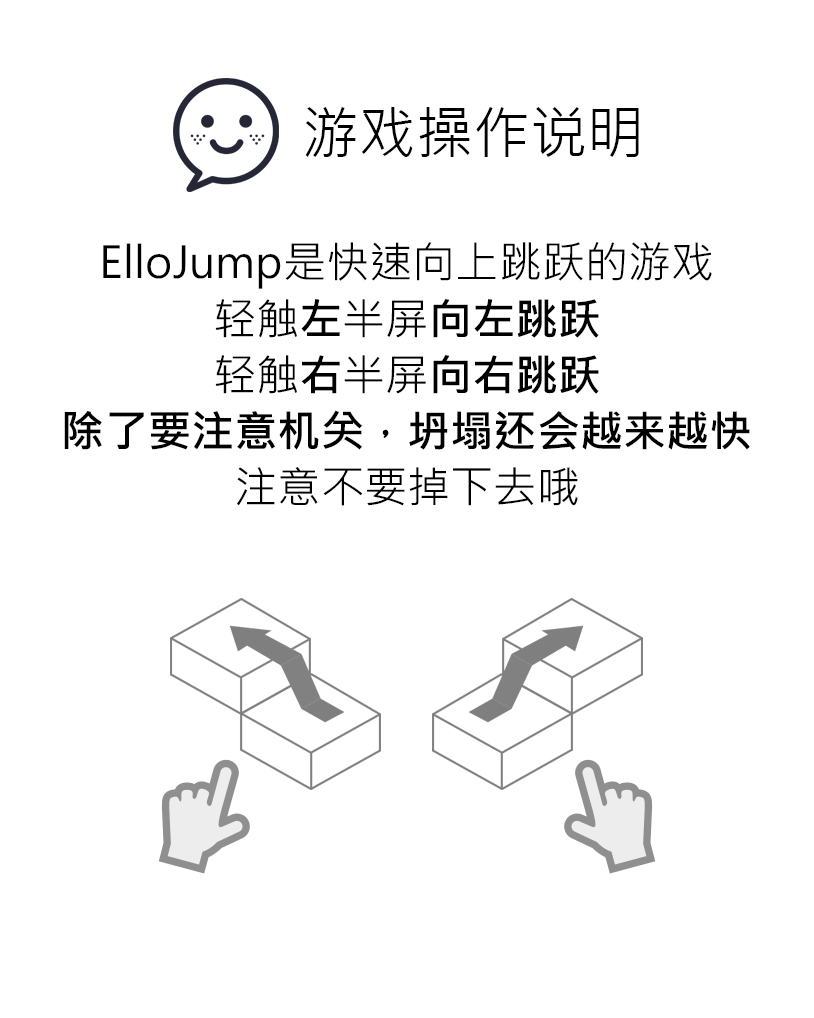 游戏操作说明
ElloJump是快速向上跳跃的游戏
轻触左半屏向左跳跃
轻触右半屏向右跳跃
除了要注意机关，坍塌还会越来越快
注意不要掉下去哦